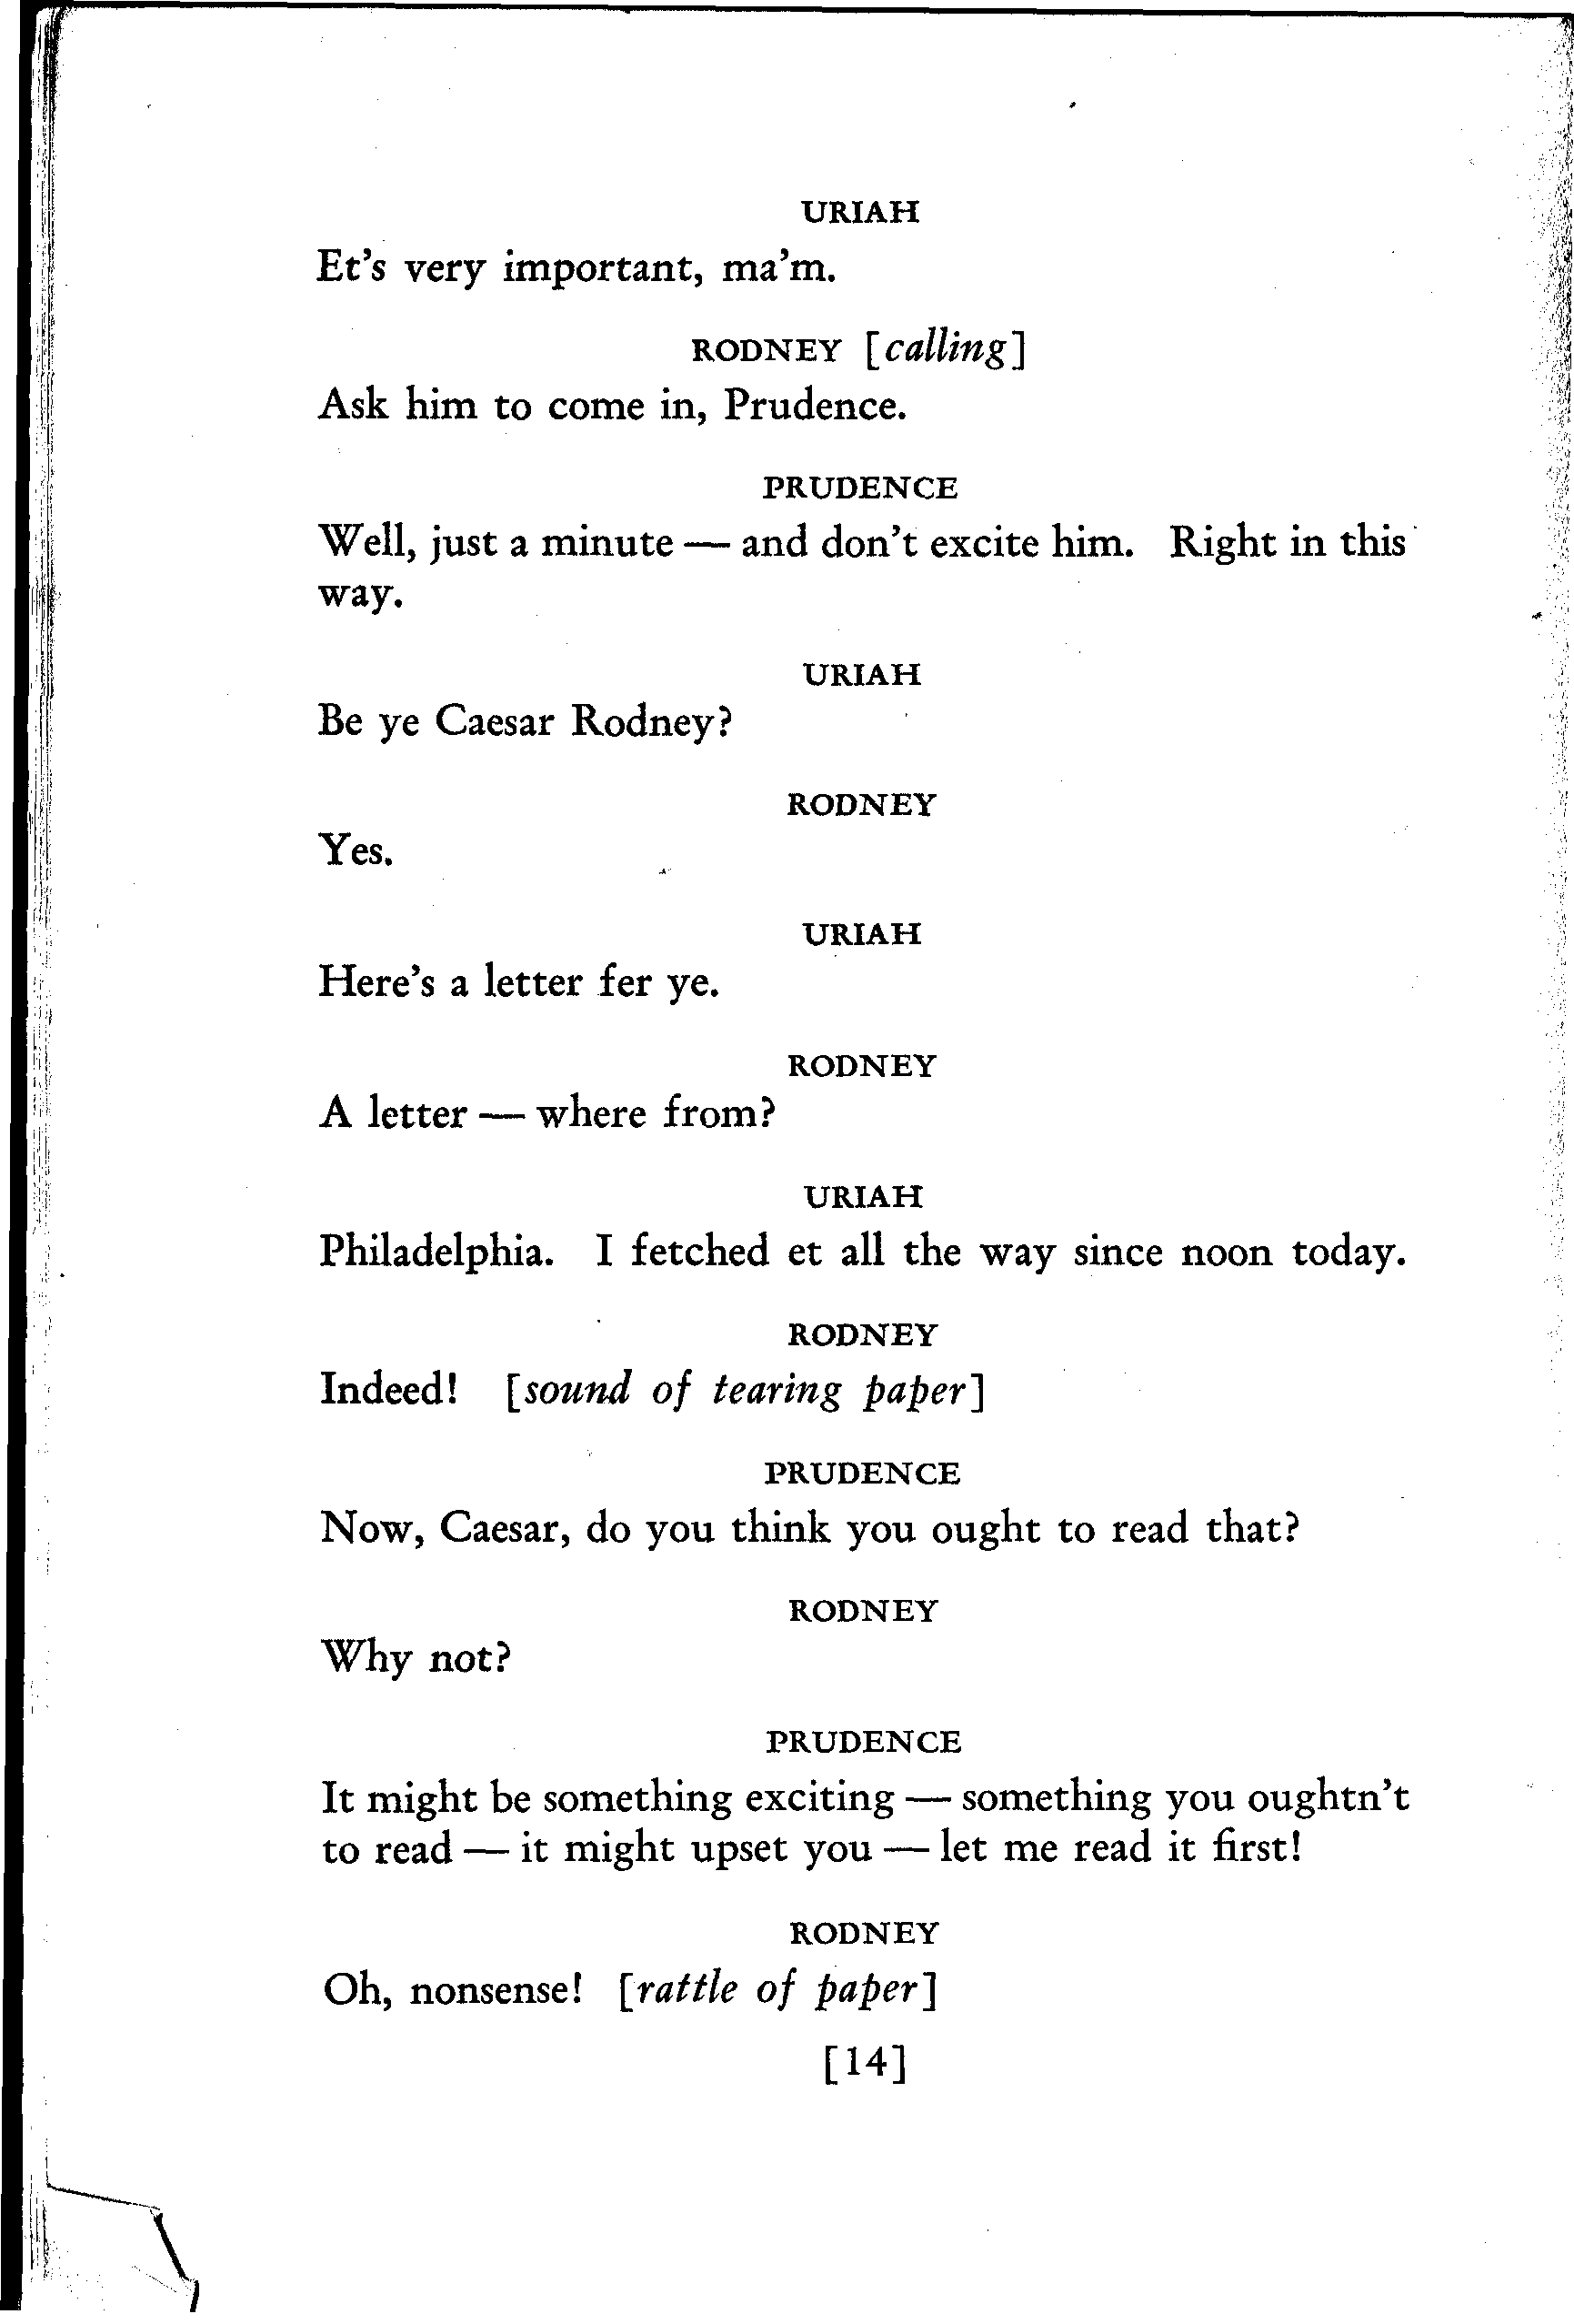 URIAH
Et's very important, ma'm.
RODNEY [calling]
Ask him to come in, Prudence.
PRUDENCE
Well, just a minute — and don't excite him. Right in this
way.
URIAH
Be ye Caesar Rodney?
RODNEY
Yes.
URIAH
Here's a letter fer ye.
RODNEY
A letter — where from?
URIAH
Philadelphia. I fetched et all the way since noon today.
RODNEY
Indeed! [sound of tearing paper]
PRUDENCE
Now, Caesar, do you think you ought to read that?
RODNEY
Why not?
PRUDENCE
It might be something exciting — something you oughtn't
to read — it might upset you — let me read it first!
RODNEY
Oh, nonsense! [rattle of paper]
[14]